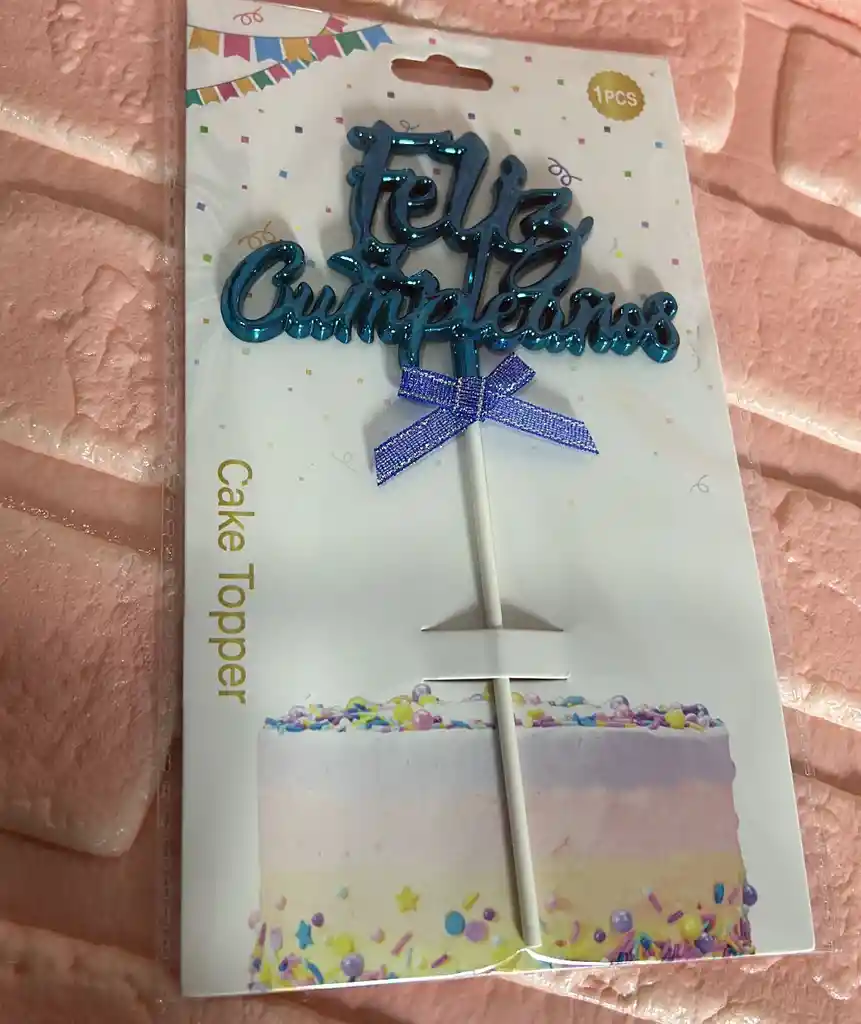 1PCS
Feliz
Cumpleaños
Cake Topper